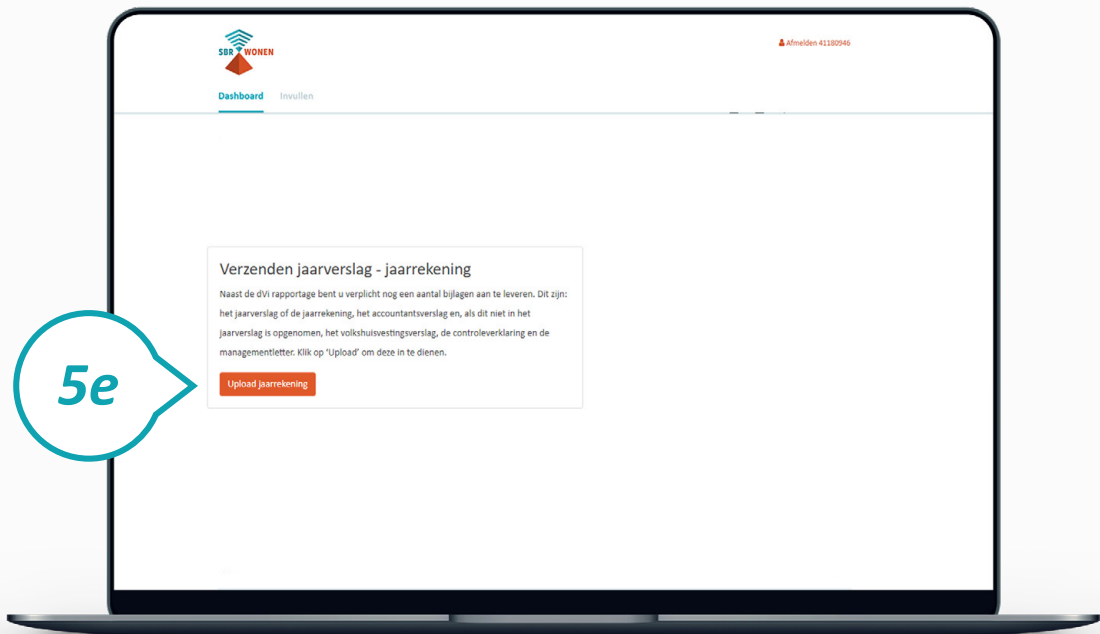 SBR WONEN
Afmelden 41180946
Dashboard Invullen
Verzenden jaarverslag - jaarrekening
Naast de dVi rapportage bent u verplicht nog een aantal bijlagen aan te leveren. Dit zijn:
het jaarverslag of de jaarrekening, het accountantsverslag en, als dit niet in het
jaarverslag is opgenomen, het volkshuisvestingsverslag, de controleverklaring en de
managementletter. Klik op 'Upload' om deze in te dienen.
5e
Upload jaarrekening